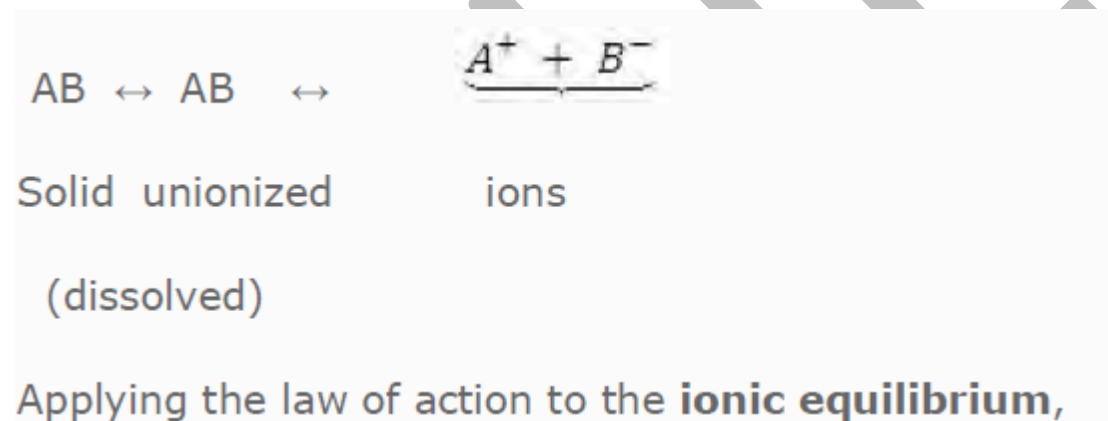 AB ↔ AB ↔ A⁺ + B⁻
Solid unionized ions
(dissolved)
Applying the law of action to the ionic equilibrium,